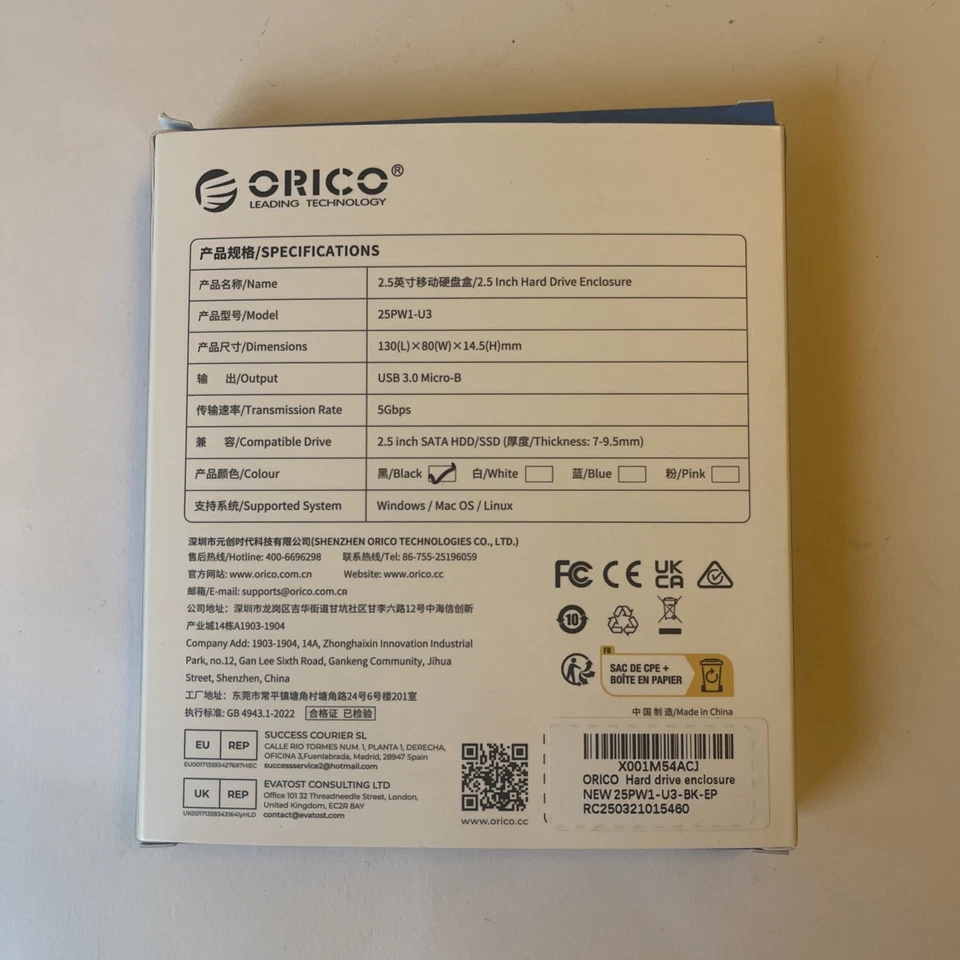 ORICO®
LEADING TECHNOLOGY
产品规格/SPECIFICATIONS
产品名称/Name 2.5英寸移动硬盘盒/2.5 Inch Hard Drive Enclosure
产品型号/Model 25PW1-U3
产品尺寸/Dimensions 130(L)×80(W)×14.5(H)mm
输 出/Output USB 3.0 Micro-B
传输速率/Transmission Rate 5Gbps
兼 容/Compatible Drive 2.5 inch SATA HDD/SSD (厚度/Thickness: 7-9.5mm)
产品颜色/Colour 黑/Black 白/White 蓝/Blue 粉/Pink
支持系统/Supported System Windows / Mac OS / Linux
深圳市元创时代科技有限公司(SHENZHEN ORICO TECHNOLOGIES CO., LTD.)
售后热线/Hotline: 400-6696298 联系热线/Tel: 86-755-25196059
官方网站: www.orico.com.cn Website: www.orico.cc
邮箱/E-mail: supports@orico.com.cn
公司地址：深圳市龙岗区吉华街道甘坑社区甘李六路12号中海信创新
产业城14栋A1903-1904
Company Add: 1903-1904, 14A, Zhonghaixin Innovation Industrial
Park, no.12, Gan Lee Sixth Road, Gankeng Community, Jihua
Street, Shenzhen, China
工厂地址：东莞市常平镇塘角村塘角路24号6号楼201室
执行标准: GB 4943.1-2022 合格证 已检验
EU REP
SUCCESS COURIER SL
CALLE RIO TORMES NUM. 1, PLANTA 1, DERECHA,
OFICINA 3,Fuenlabrada, Madrid, 28947 Spain
successservice2@hotmail.com
UK REP
EVATOST CONSULTING LTD
Office 101 32 Threadneedle Street, London,
United Kingdom, EC2R 8AY
contact@evatost.com
FC CE UK CA
10
FR
SAC DE CPE +
BOÎTE EN PAPIER
中国制造/Made in China
www.orico.cc
X001M54ACJ
ORICO Hard drive enclosure
NEW 25PW1-U3-BK-EP
RC250321015460